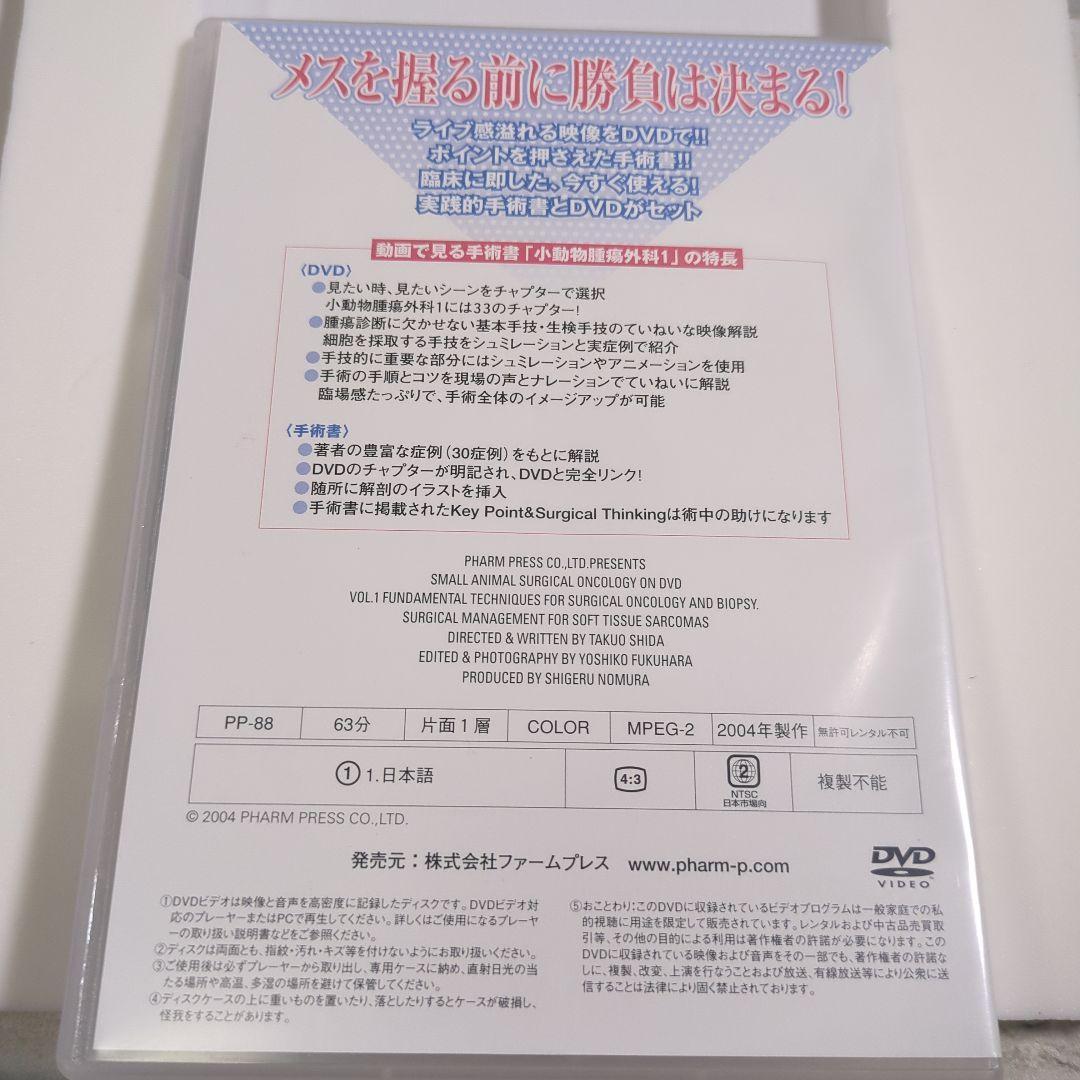 メスを握る前に勝負は決まる!
ライブ感溢れる映像をDVDで!!
ポイントを押さえた手術書!!
臨床に即した、今すぐ使える!
実践的手術書とDVDがセット
動画で見る手術書「小動物腫瘍外科1」の特長
〈DVD〉
●見たい時、見たいシーンをチャプターで選択
小動物腫瘍外科1には33のチャプター!
●腫瘍診断に欠かせない基本手技・生検手技のていねいな映像解説
細胞を採取する手技をシュミレーションと実症例で紹介
●手技的に重要な部分にはシュミレーションやアニメーションを使用
●手術の手順とコツを現場の声とナレーションでていねいに解説
臨場感たっぷりで、手術全体のイメージアップが可能
〈手術書〉
●著者の豊富な症例(30症例)をもとに解説
●DVDのチャプターが明記され、DVDと完全リンク!
●随所に解剖のイラストを挿入
●手術書に掲載されたKey Point&Surgical Thinkingは術中の助けになります
PHARM PRESS CO.,LTD.PRESENTS
SMALL ANIMAL SURGICAL ONCOLOGY ON DVD
VOL.1 FUNDAMENTAL TECHNIQUES FOR SURGICAL ONCOLOGY AND BIOPSY.
SURGICAL MANAGEMENT FOR SOFT TISSUE SARCOMAS
DIRECTED & WRITTEN BY TAKUO SHIDA
EDITED & PHOTOGRAPHY BY YOSHIKO FUKUHARA
PRODUCED BY SHIGERU NOMURA
PP-88 63分 片面1層 COLOR MPEG-2 2004年製作 無許可レンタル不可
① 1.日本語 4:3 2 NTSC 日本市場向 複製不能
© 2004 PHARM PRESS CO.,LTD.
発売元:株式会社ファームプレス www.pharm-p.com
DVD VIDEO
①DVDビデオは映像と音声を高密度に記録したディスクです。DVDビデオ対
応のプレーヤーまたはPCで再生してください。詳しくはご使用になるプレーヤ
ーの取り扱い説明書などをご参照ください。
②ディスクは両面とも、指紋・汚れ・キズ等を付けないようにお取り扱いください。
③ご使用後は必ずプレーヤーから取り出し、専用ケースに納め、直射日光の当
たる場所や高温、多湿の場所を避けて保管してください。
④ディスクケースの上に重いものを置いたり、落としたりするとケースが破損し、
怪我をすることがあります。
⑤おことわり:このDVDに収録されているビデオプログラムは一般家庭での私
的視聴に用途を限定して販売されています。レンタルおよび中古品売買取
引等、その他の目的による利用は著作権者の許諾が必要になります。この
DVDに収録されている映像および音声をその一部でも、著作権者の許諾な
しに、複製、改変、上演を行なうことおよび放送、有線放送等により公衆に送
信することは法律により固く禁止されております。